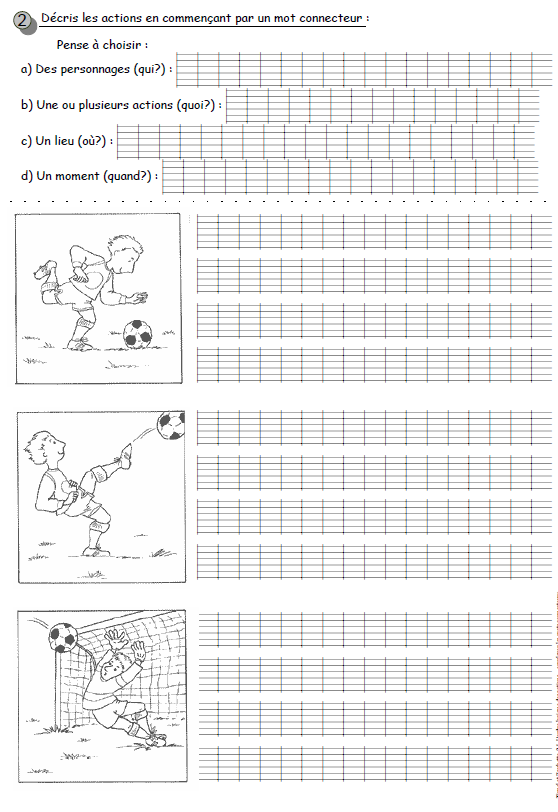 2 Décris les actions en commençant par un mot connecteur :
Pense à choisir :
a) Des personnages (qui?) :
b) Une ou plusieurs actions (quoi?) :
c) Un lieu (où?) :
d) Un moment (quand?) :